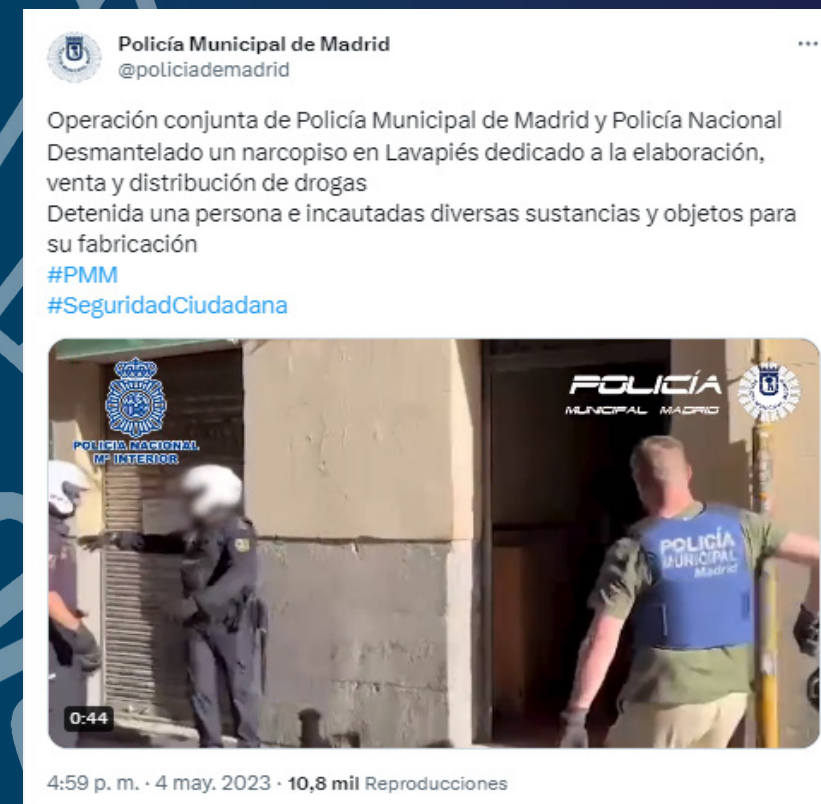 Policía Municipal de Madrid
@policiademadrid
Operación conjunta de Policía Municipal de Madrid y Policía Nacional
Desmantelado un narcopiso en Lavapiés dedicado a la elaboración,
venta y distribución de drogas
Detenida una persona e incautadas diversas sustancias y objetos para
su fabricación
#PMM
#SeguridadCiudadana
POLICIA NACIONAL
Mº INTERIOR
POLICÍA
MUNICIPAL MADRID
POLICÍA
MUNICIPAL
Madrid
0:44
4:59 p. m. · 4 may. 2023 · 10,8 mil Reproducciones